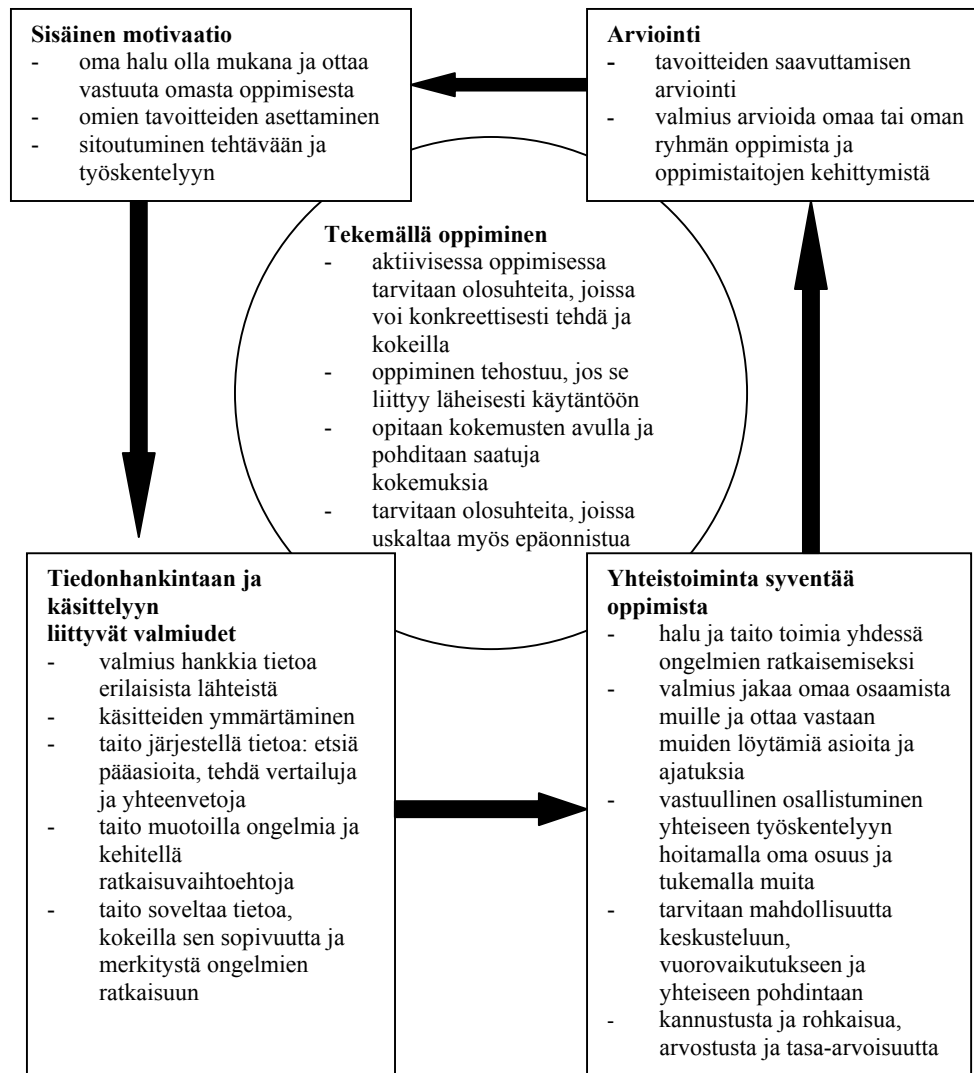 Sisäinen motivaatio
- oma halu olla mukana ja ottaa
vastuuta omasta oppimisesta
- omien tavoitteiden asettaminen
- sitoutuminen tehtävään ja
työskentelyyn
Arviointi
- tavoitteiden saavuttamisen
arviointi
- valmius arvioida omaa tai oman
ryhmän oppimista ja
oppimistaitojen kehittymistä
Tekemällä oppiminen
- aktiivisessa oppimisessa
tarvitaan olosuhteita, joissa
voi konkreettisesti tehdä ja
kokeilla
- oppiminen tehostuu, jos se
liittyy läheisesti käytäntöön
- opitaan kokemusten avulla ja
pohditaan saatuja
kokemuksia
- tarvitaan olosuhteita, joissa
uskaltaa myös epäonnistua
Tiedonhankintaan ja
käsittelyyn
liittyvät valmiudet
- valmius hankkia tietoa
erilaisista lähteistä
- käsitteiden ymmärtäminen
- taito järjestellä tietoa: etsiä
pääasioita, tehdä vertailuja
ja yhteenvetoja
- taito muotoilla ongelmia ja
kehitellä
ratkaisuvaihtoehtoja
- taito soveltaa tietoa,
kokeilla sen sopivuutta ja
merkitystä ongelmien
ratkaisuun
Yhteistoiminta syventää
oppimista
- halu ja taito toimia yhdessä
ongelmien ratkaisemiseksi
- valmius jakaa omaa osaamista
muille ja ottaa vastaan
muiden löytämiä asioita ja
ajatuksia
- vastuullinen osallistuminen
yhteiseen työskentelyyn
hoitamalla oma osuus ja
tukemalla muita
- tarvitaan mahdollisuutta
keskusteluun,
vuorovaikutukseen ja
yhteiseen pohdintaan
- kannustusta ja rohkaisua,
arvostusta ja tasa-arvoisuutta